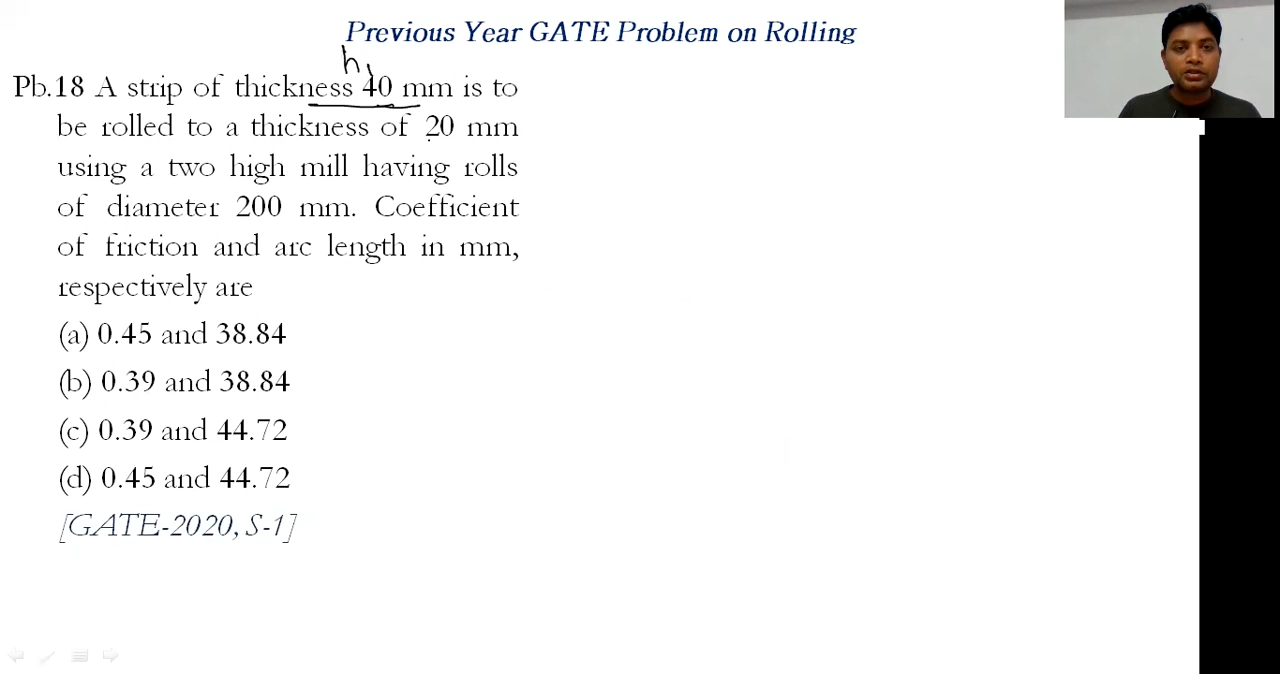 Previous Year GATE Problem on Rolling
h1
Pb.18 A strip of thickness 40 mm is to
be rolled to a thickness of 20 mm
using a two high mill having rolls
of diameter 200 mm. Coefficient
of friction and arc length in mm,
respectively are
(a) 0.45 and 38.84
(b) 0.39 and 38.84
(c) 0.39 and 44.72
(d) 0.45 and 44.72
[GATE-2020, S-1]